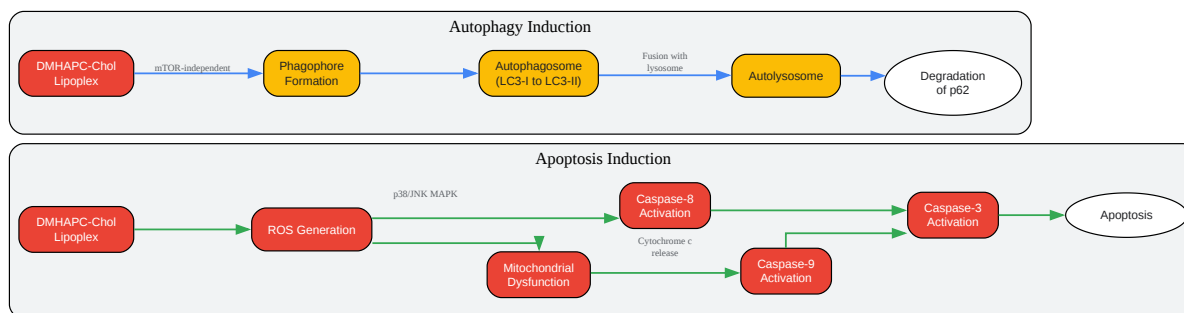 Autophagy Induction
DMHAPC-Chol
Lipoplex
mTOR-independent
Phagophore
Formation
Autophagosome
(LC3-I to LC3-II)
Fusion with
lysosome
Autolysosome
Degradation
of p62
Apoptosis Induction
DMHAPC-Chol
Lipoplex
ROS Generation
p38/JNK MAPK
Caspase-8
Activation
Mitochondrial
Dysfunction
Cytochrome c
release
Caspase-9
Activation
Caspase-3
Activation
Apoptosis